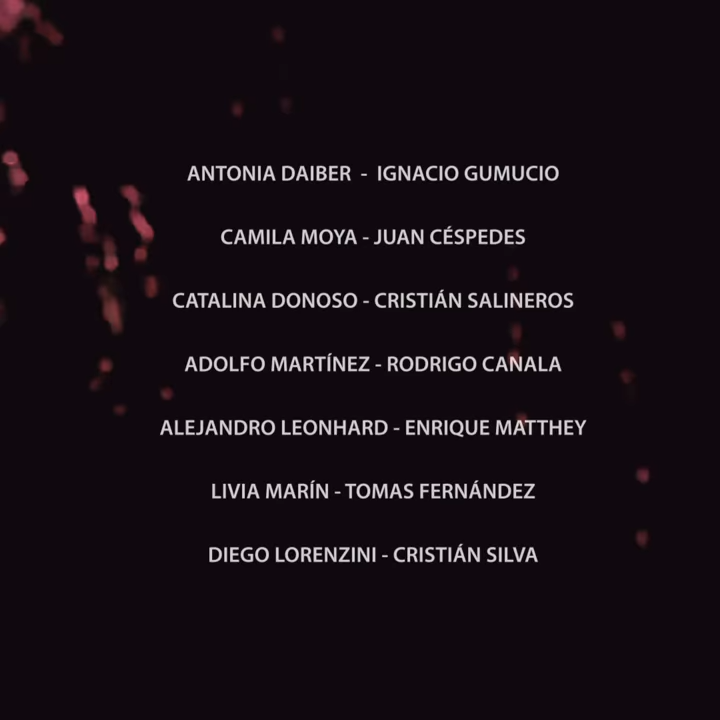 ANTONIA DAIBER - IGNACIO GUMUCIO
CAMILA MOYA - JUAN CÉSPEDES
CATALINA DONOSO - CRISTIÁN SALINEROS
ADOLFO MARTÍNEZ - RODRIGO CANALA
ALEJANDRO LEONHARD - ENRIQUE MATTHEY
LIVIA MARÍN - TOMAS FERNÁNDEZ
DIEGO LORENZINI - CRISTIÁN SILVA